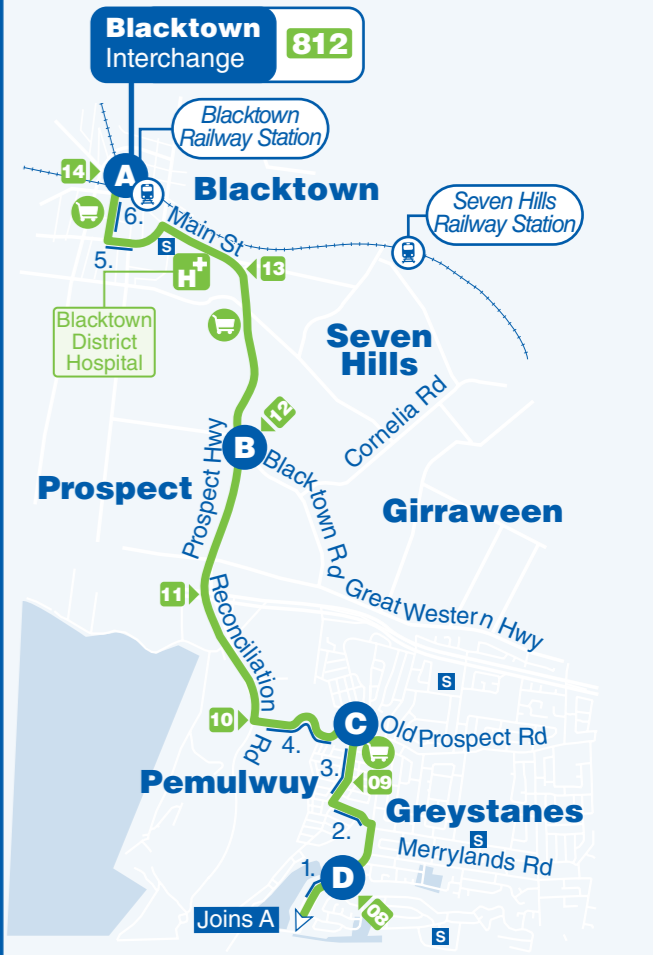 Blacktown
Interchange
812
Blacktown
Railway Station
14
A
Blacktown
Seven Hills
Railway Station
6.
Main St
S
5.
H
13
Blacktown
District
Hospital
Seven
Hills
12
Cornelia Rd
B
Prospect Hwy
Blacktown Rd
Prospect
Girraween
11
Reconciliation Rd
Great Western Hwy
S
10
C
Old Prospect Rd
4.
3.
Pemulwuy
09
Greystanes
2.
S
Merrylands Rd
1.
D
08
Joins A
S